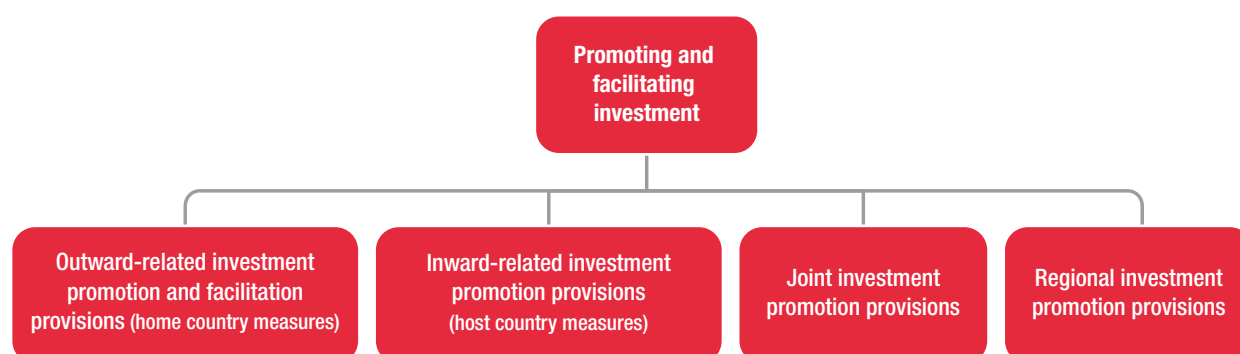 Promoting and
facilitating
investment
Outward-related investment
promotion and facilitation
provisions (home country measures)
Inward-related investment
promotion provisions
(host country measures)
Joint investment
promotion provisions
Regional investment
promotion provisions